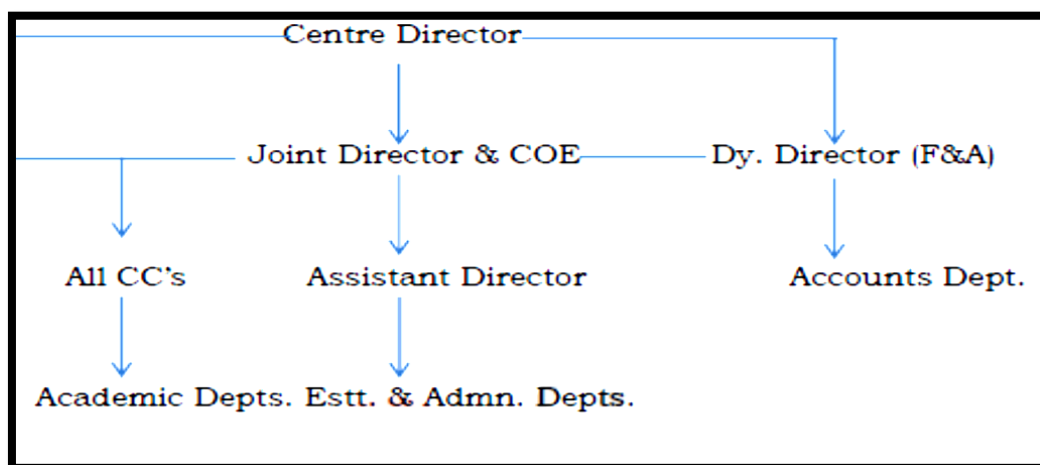 Centre Director
Joint Director & COE Dy. Director (F&A)
All CC's Assistant Director Accounts Dept.
Academic Depts. Estt. & Admn. Depts.